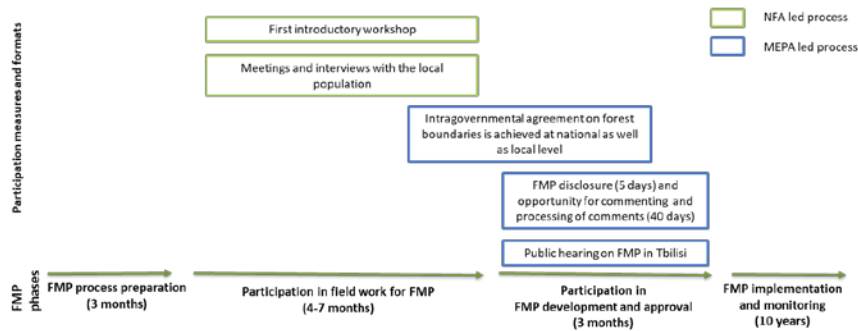 NFA led process
MEPA led process
Participation measures and formats
First introductory workshop
Meetings and interviews with the local
population
Intragovernmental agreement on forest
boundaries is achieved at national as well
as local level
FMP disclosure (5 days) and
opportunity for commenting and
processing of comments (40 days)
Public hearing on FMP in Tbilisi
FMP
phases
FMP process preparation
(3 months)
Participation in field work for FMP
(4-7 months)
Participation in
FMP development and approval
(3 months)
FMP implementation
and monitoring
(10 years)